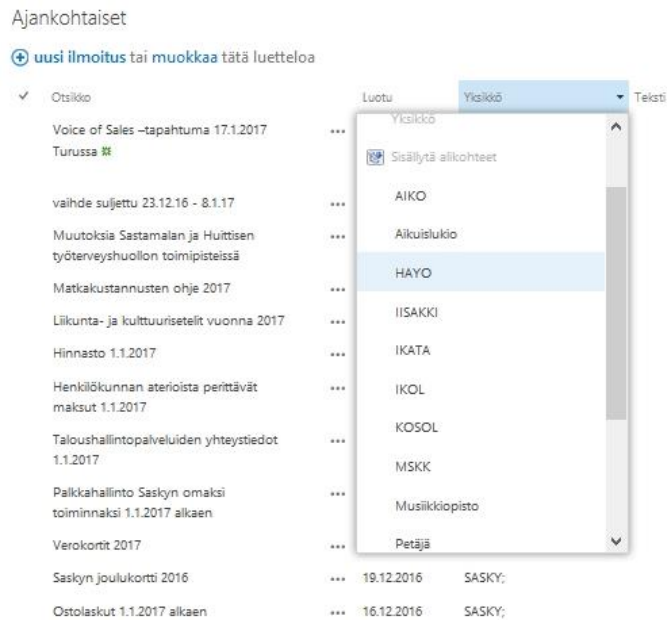 Ajankohtaiset
uusi ilmoitus tai muokkaa tätä luetteloa
Otsikko Luotu Yksikkö Teksti
Yksikkö
Voice of Sales –tapahtuma 17.1.2017
Turussa
Sisällytä alikohteet
AIKO
vaihde suljettu 23.12.16 - 8.1.17
Muutoksia Sastamalan ja Huittisen
Aikuislukio
työterveyshuollon toimipisteissä
HAYO
Matkakustannusten ohje 2017
IISAKKI
Liikunta- ja kulttuurisetelit vuonna 2017
IKATA
Hinnasto 1.1.2017
Henkilökunnan aterioista perittävät
IKOL
maksut 1.1.2017
KOSOL
Taloushallintopalveluiden yhteystiedot
1.1.2017
MSKK
Palkkahallinto Saskyn omaksi
Musiikkiopisto
toiminnaksi 1.1.2017 alkaen
Verokortit 2017
Petäjä
Saskyn joulukortti 2016 ... 19.12.2016 SASKY;
Ostolaskut 1.1.2017 alkaen ... 16.12.2016 SASKY;